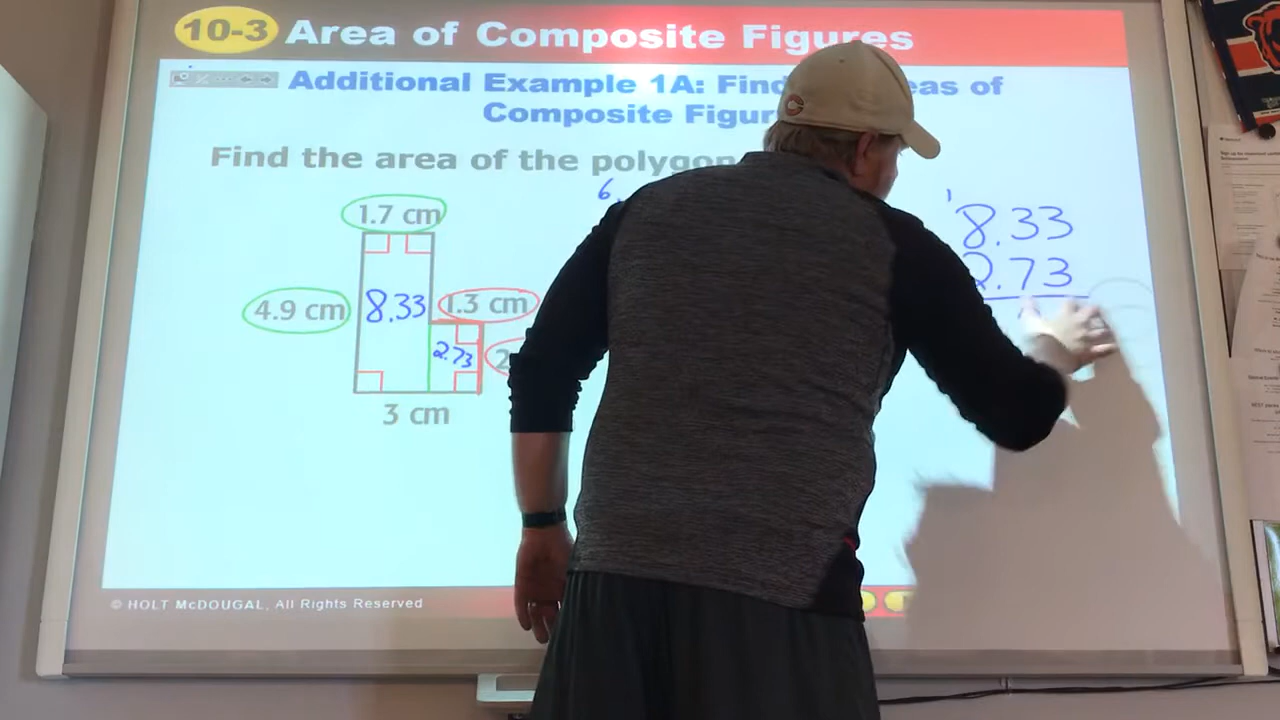 10-3 Area of Composite Figures
Additional Example 1A: Find eas of
Composite Figur
Find the area of the polygon
1.7 cm
6.
1
8.33
2.73
4.9 cm
8.33
1.3 cm
2.73
2
3 cm
© HOLT McDOUGAL, All Rights Reserved